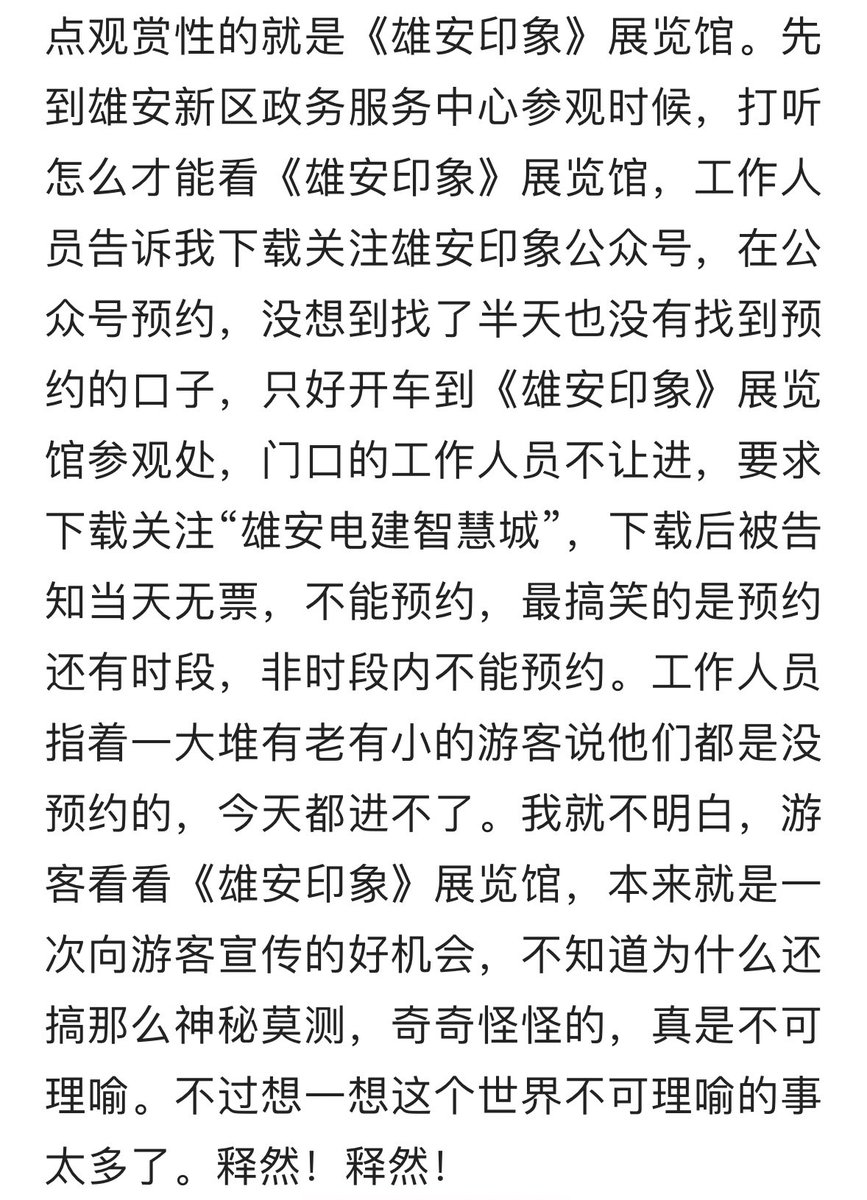 点观赏性的就是《雄安印象》展览馆。先
到雄安新区政务服务中心参观时候，打听
怎么才能看《雄安印象》展览馆，工作人
员告诉我下载关注雄安印象公众号，在公
众号预约，没想到找了半天也没有找到预
约的口子，只好开车到《雄安印象》展览
馆参观处，门口的工作人员不让进，要求
下载关注“雄安电建智慧城”，下载后被告
知当天无票，不能预约，最搞笑的是预约
还有时段，非时段内不能预约。工作人员
指着一大堆有老有小的游客说他们都是没
预约的，今天都进不了。我就不明白，游
客看看《雄安印象》展览馆，本来就是一
次向游客宣传的好机会，不知道为什么还
搞那么神秘莫测，奇奇怪怪的，真是不可
理喻。不过想一想这个世界不可理喻的事
太多了。释然！释然！